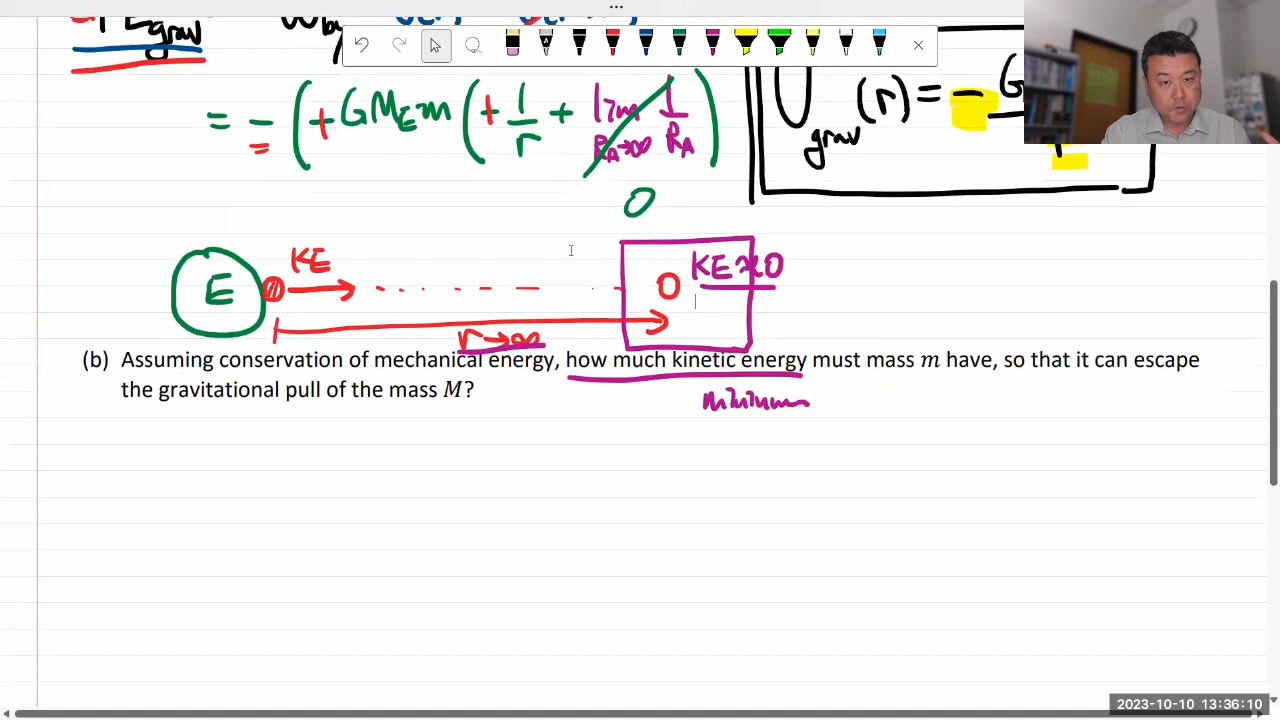 = - (+GMEm (+ 1/r + lim RA→∞ 1/RA)
0
grav (r) = - G
E
KE
0
KE≈0
r→∞
(b) Assuming conservation of mechanical energy, how much kinetic energy must mass m have, so that it can escape
the gravitational pull of the mass M?
minimum
2023-10-10 13:36:10